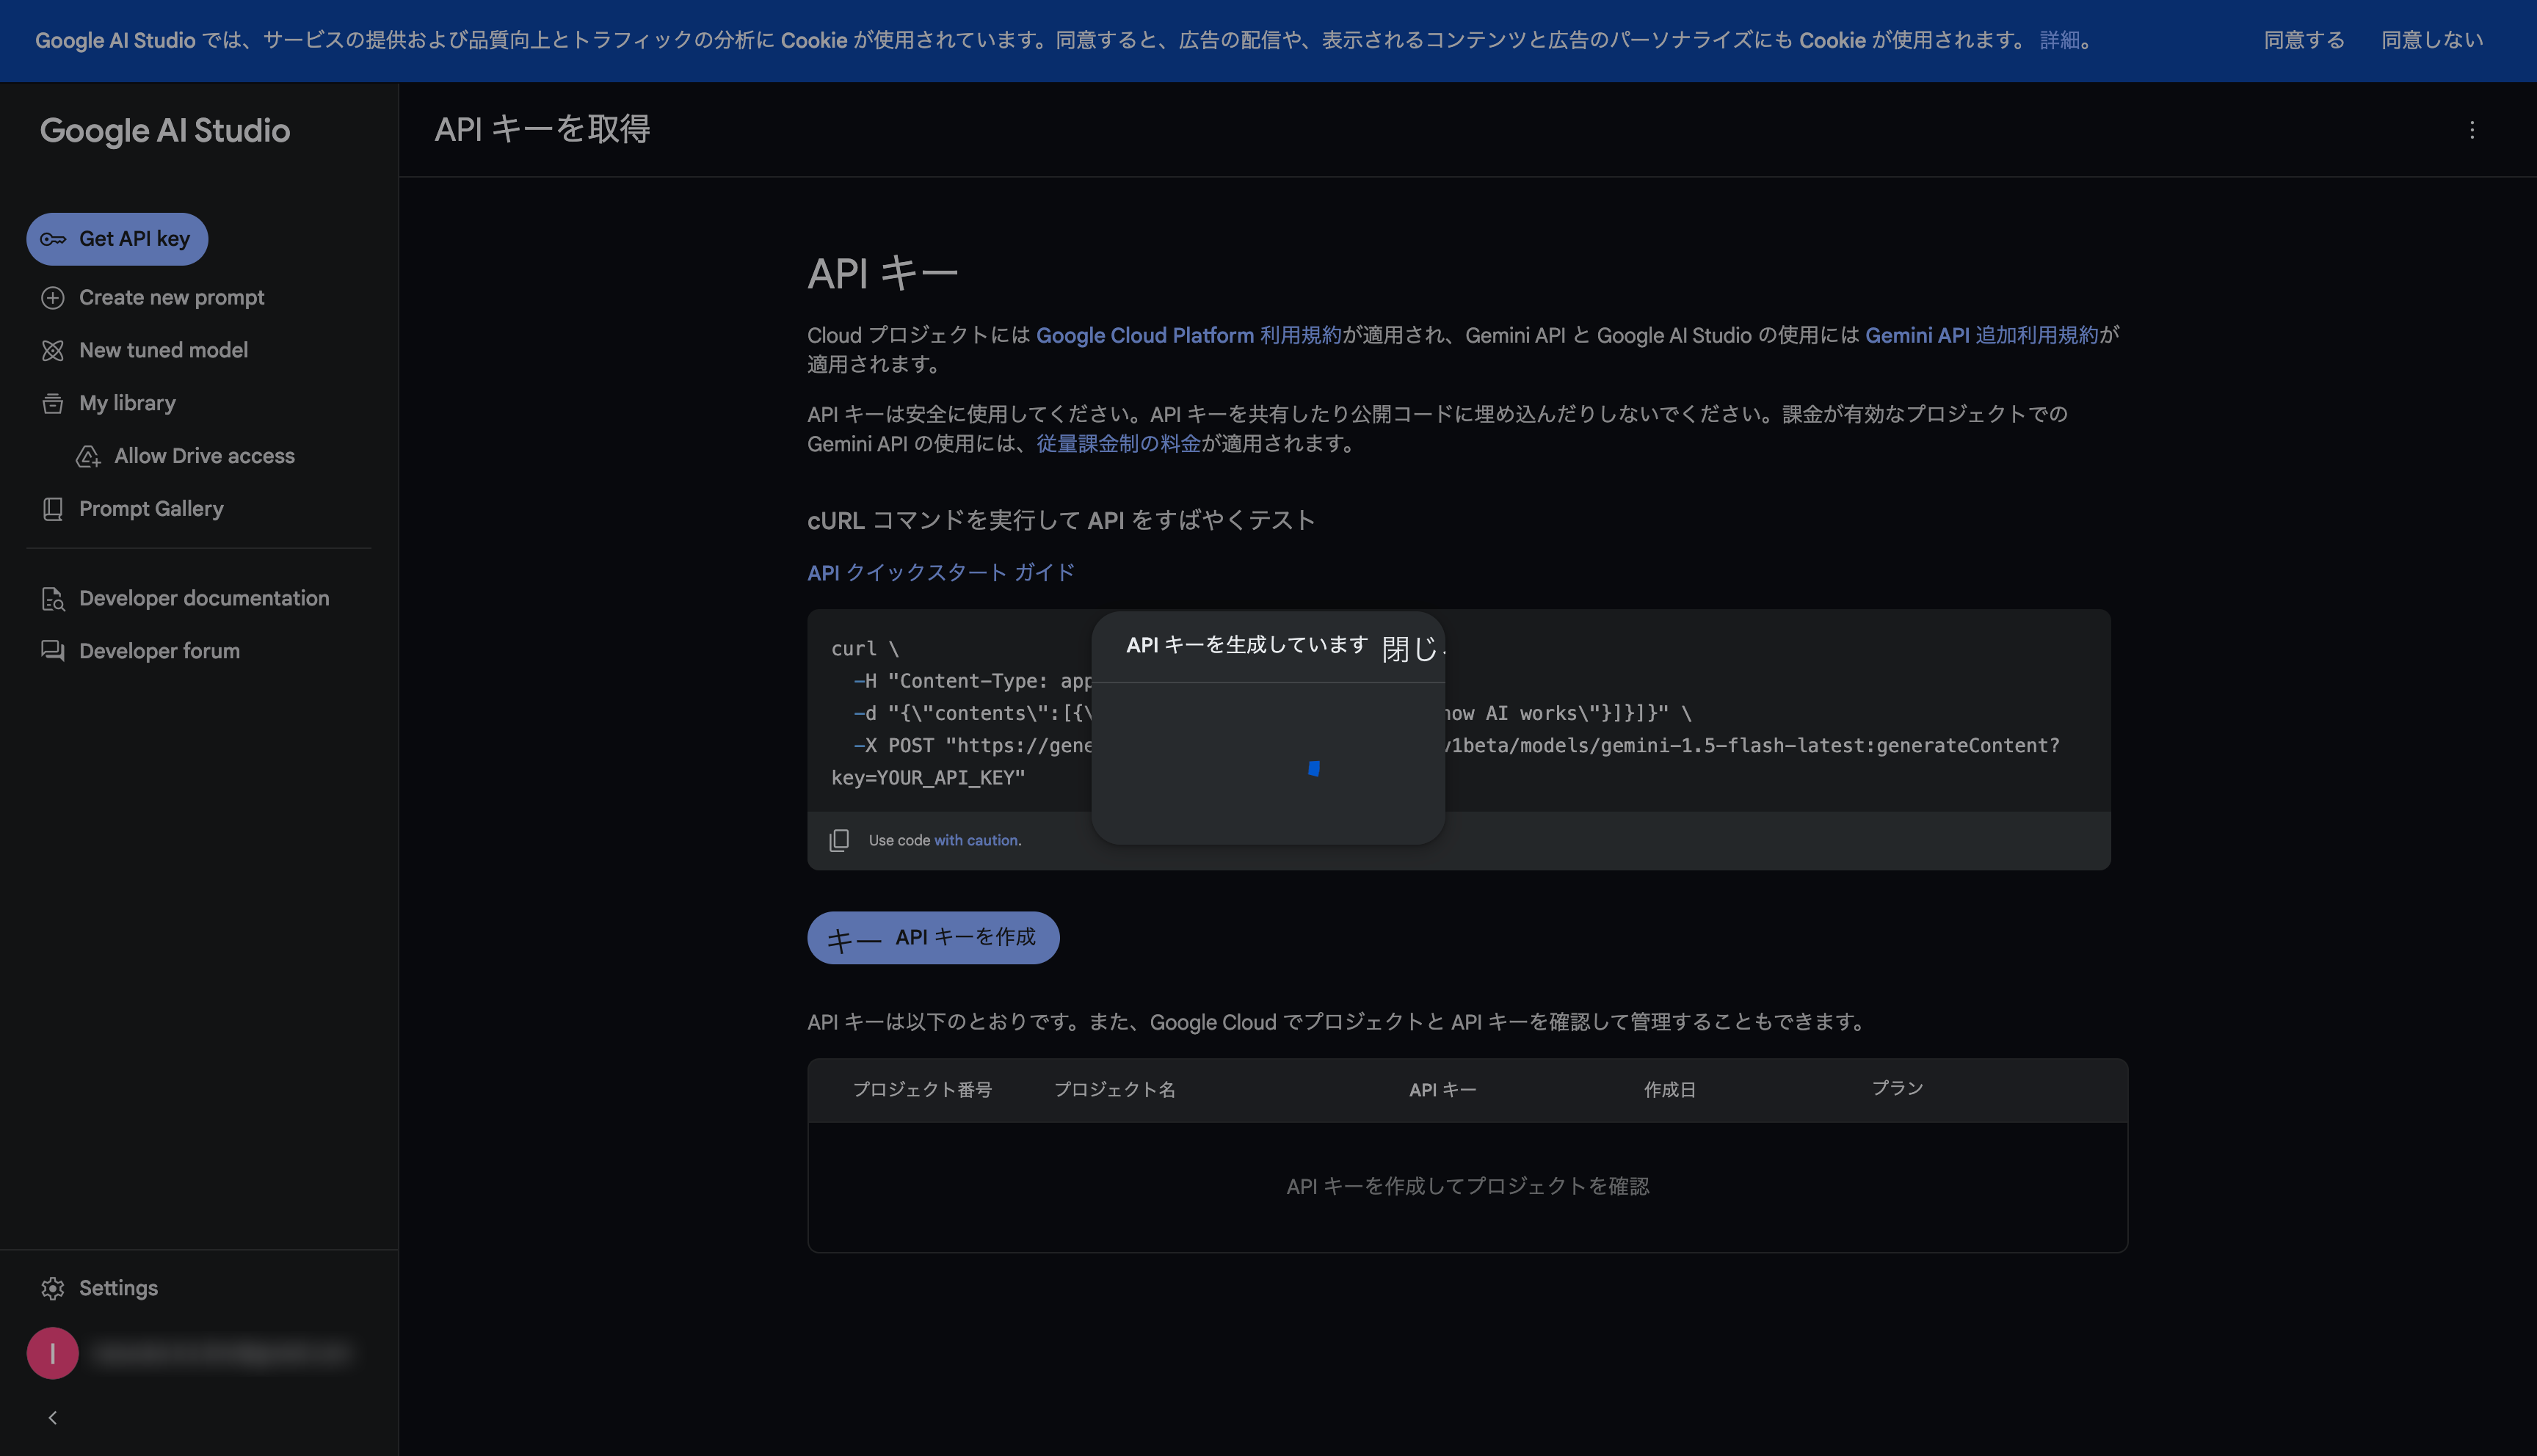 Google AI Studio では、サービスの提供および品質向上とトラフィックの分析に Cookie が使用されています。同意すると、広告の配信や、表示されるコンテンツと広告のパーソナライズにも Cookie が使用されます。 詳細。 同意する 同意しない
Google AI Studio
API キーを取得
Get API key
Create new prompt
New tuned model
My library
Allow Drive access
Prompt Gallery
Developer documentation
Developer forum
API キー
Cloud プロジェクトには Google Cloud Platform 利用規約が適用され、Gemini API と Google AI Studio の使用には Gemini API 追加利用規約が
適用されます。
API キーは安全に使用してください。API キーを共有したり公開コードに埋め込んだりしないでください。課金が有効なプロジェクトでの
Gemini API の使用には、従量課金制の料金が適用されます。
cURL コマンドを実行して API をすばやくテスト
API クイックスタート ガイド
API キーを生成しています 閉じ
curl \
-H "Content-Type: app
-d "{\"contents\":[{\ how AI works\"}]}]}" \
-X POST "https://gene v1beta/models/gemini-1.5-flash-latest:generateContent?
key=YOUR_API_KEY"
Use code with caution.
キー API キーを作成
API キーは以下のとおりです。また、Google Cloud でプロジェクトと API キーを確認して管理することもできます。
プロジェクト番号 プロジェクト名 API キー 作成日 プラン
API キーを作成してプロジェクトを確認
Settings
I